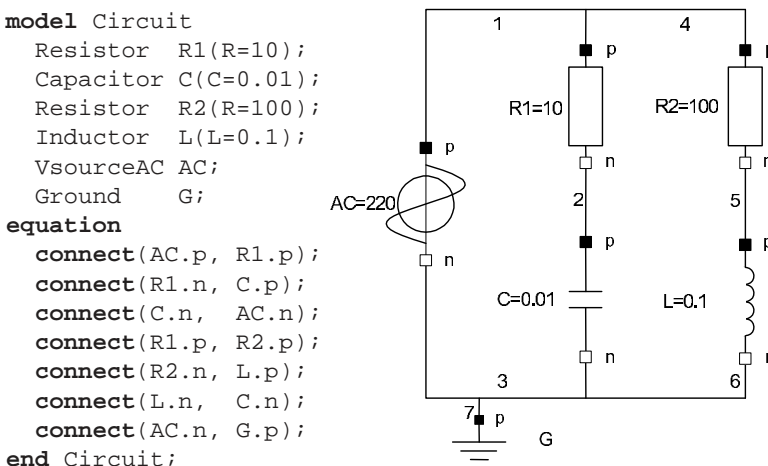 model Circuit
Resistor R1(R=10);
Capacitor C(C=0.01);
Resistor R2(R=100);
Inductor L(L=0.1);
VsourceAC AC;
Ground G;
equation
connect(AC.p, R1.p);
connect(R1.n, C.p);
connect(C.n, AC.n);
connect(R1.p, R2.p);
connect(R2.n, L.p);
connect(L.n, C.n);
connect(AC.n, G.p);
end Circuit;
1 4
p p
R1=10 R2=100
p
n n
AC=220 2 5
p p
n
C=0.01 L=0.1
n n
3 6
7 p
G